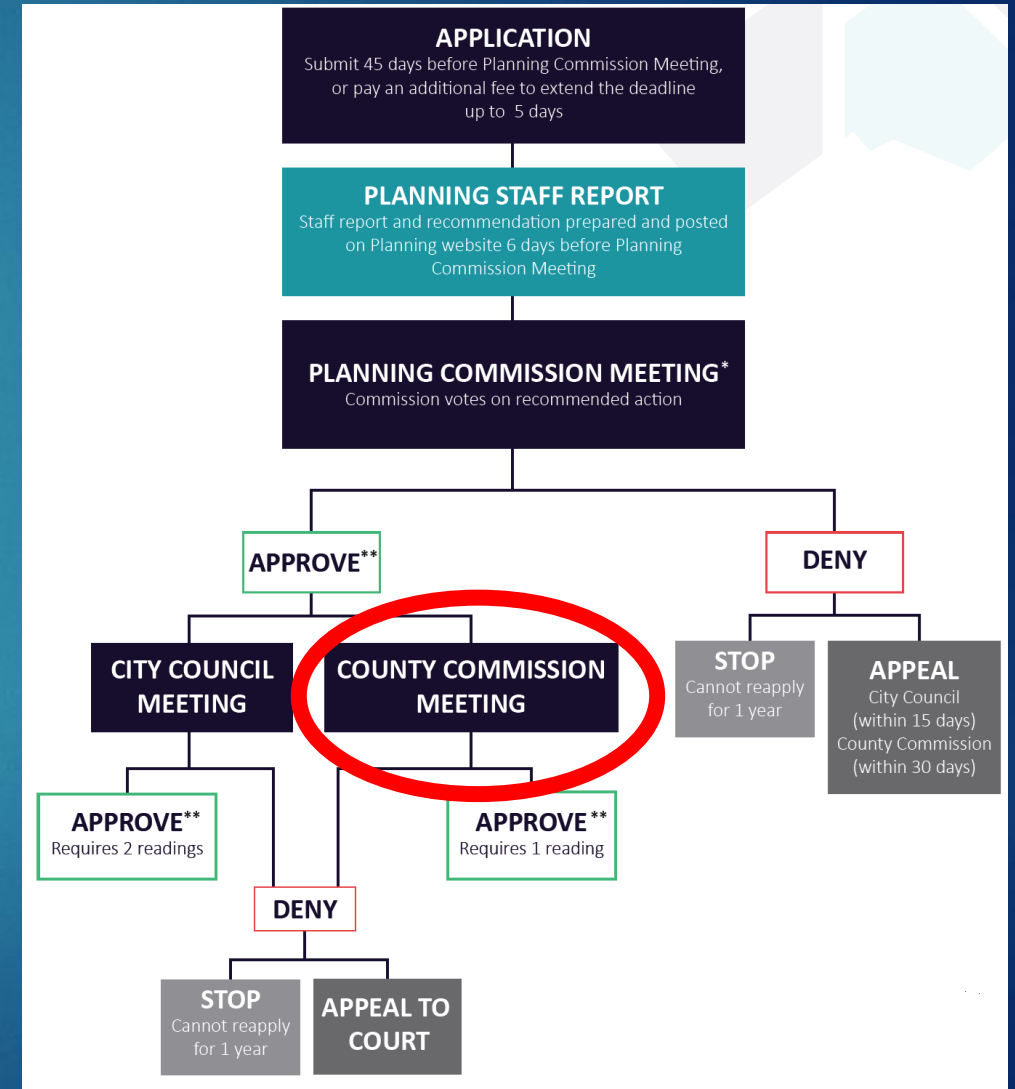 APPLICATION
Submit 45 days before Planning Commission Meeting,
or pay an additional fee to extend the deadline
up to 5 days
PLANNING STAFF REPORT
Staff report and recommendation prepared and posted
on Planning website 6 days before Planning
Commission Meeting
PLANNING COMMISSION MEETING*
Commission votes on recommended action
APPROVE**
DENY
CITY COUNCIL
MEETING
COUNTY COMMISSION
MEETING
STOP
Cannot reapply
for 1 year
APPEAL
City Council
(within 15 days)
County Commission
(within 30 days)
APPROVE**
Requires 2 readings
APPROVE**
Requires 1 reading
DENY
STOP
Cannot reapply
for 1 year
APPEAL TO
COURT